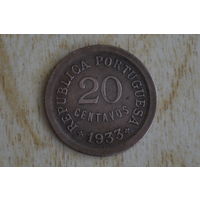 REPUBLICA PORTUGUESA
20
CENTAVOS
* 1933 *